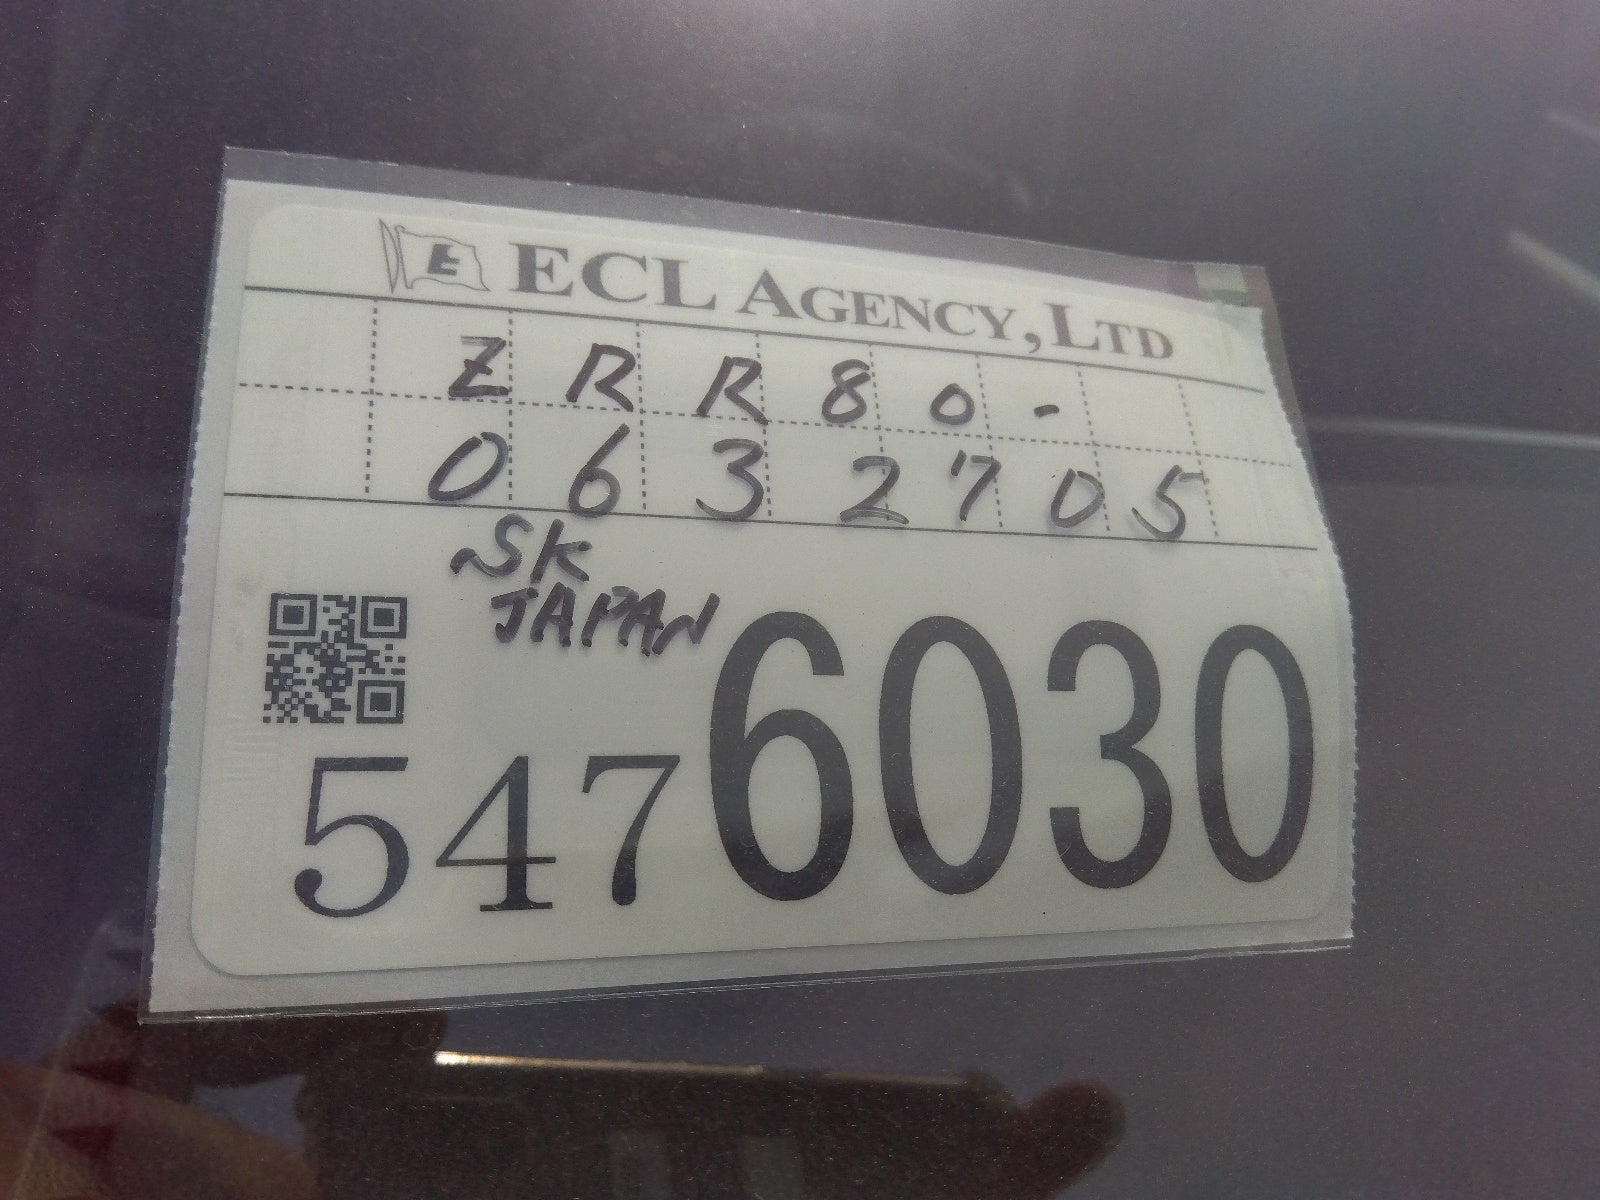 E ECL AGENCY, LTD
ZRR80-
0632705
SK
JAPAN
5476030